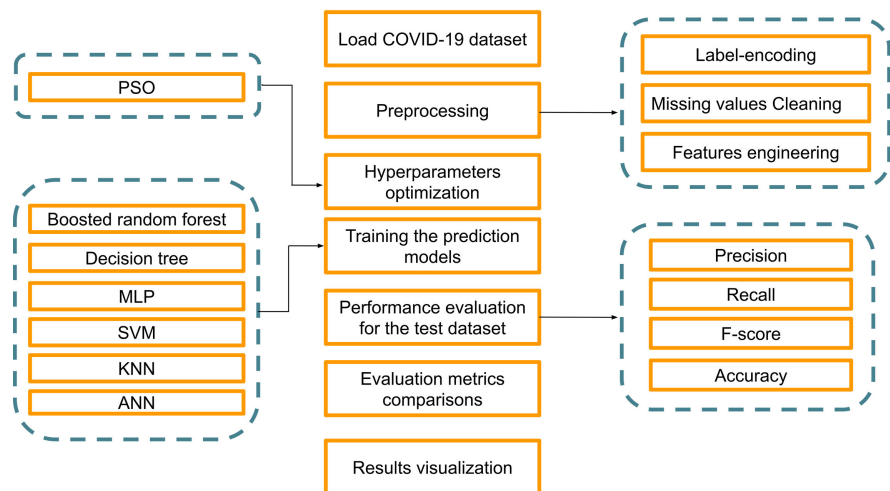 PSO
Boosted random forest
Decision tree
MLP
SVM
KNN
ANN
Load COVID-19 dataset
Preprocessing
Hyperparameters
optimization
Training the prediction
models
Performance evaluation
for the test dataset
Evaluation metrics
comparisons
Results visualization
Label-encoding
Missing values Cleaning
Features engineering
Precision
Recall
F-score
Accuracy